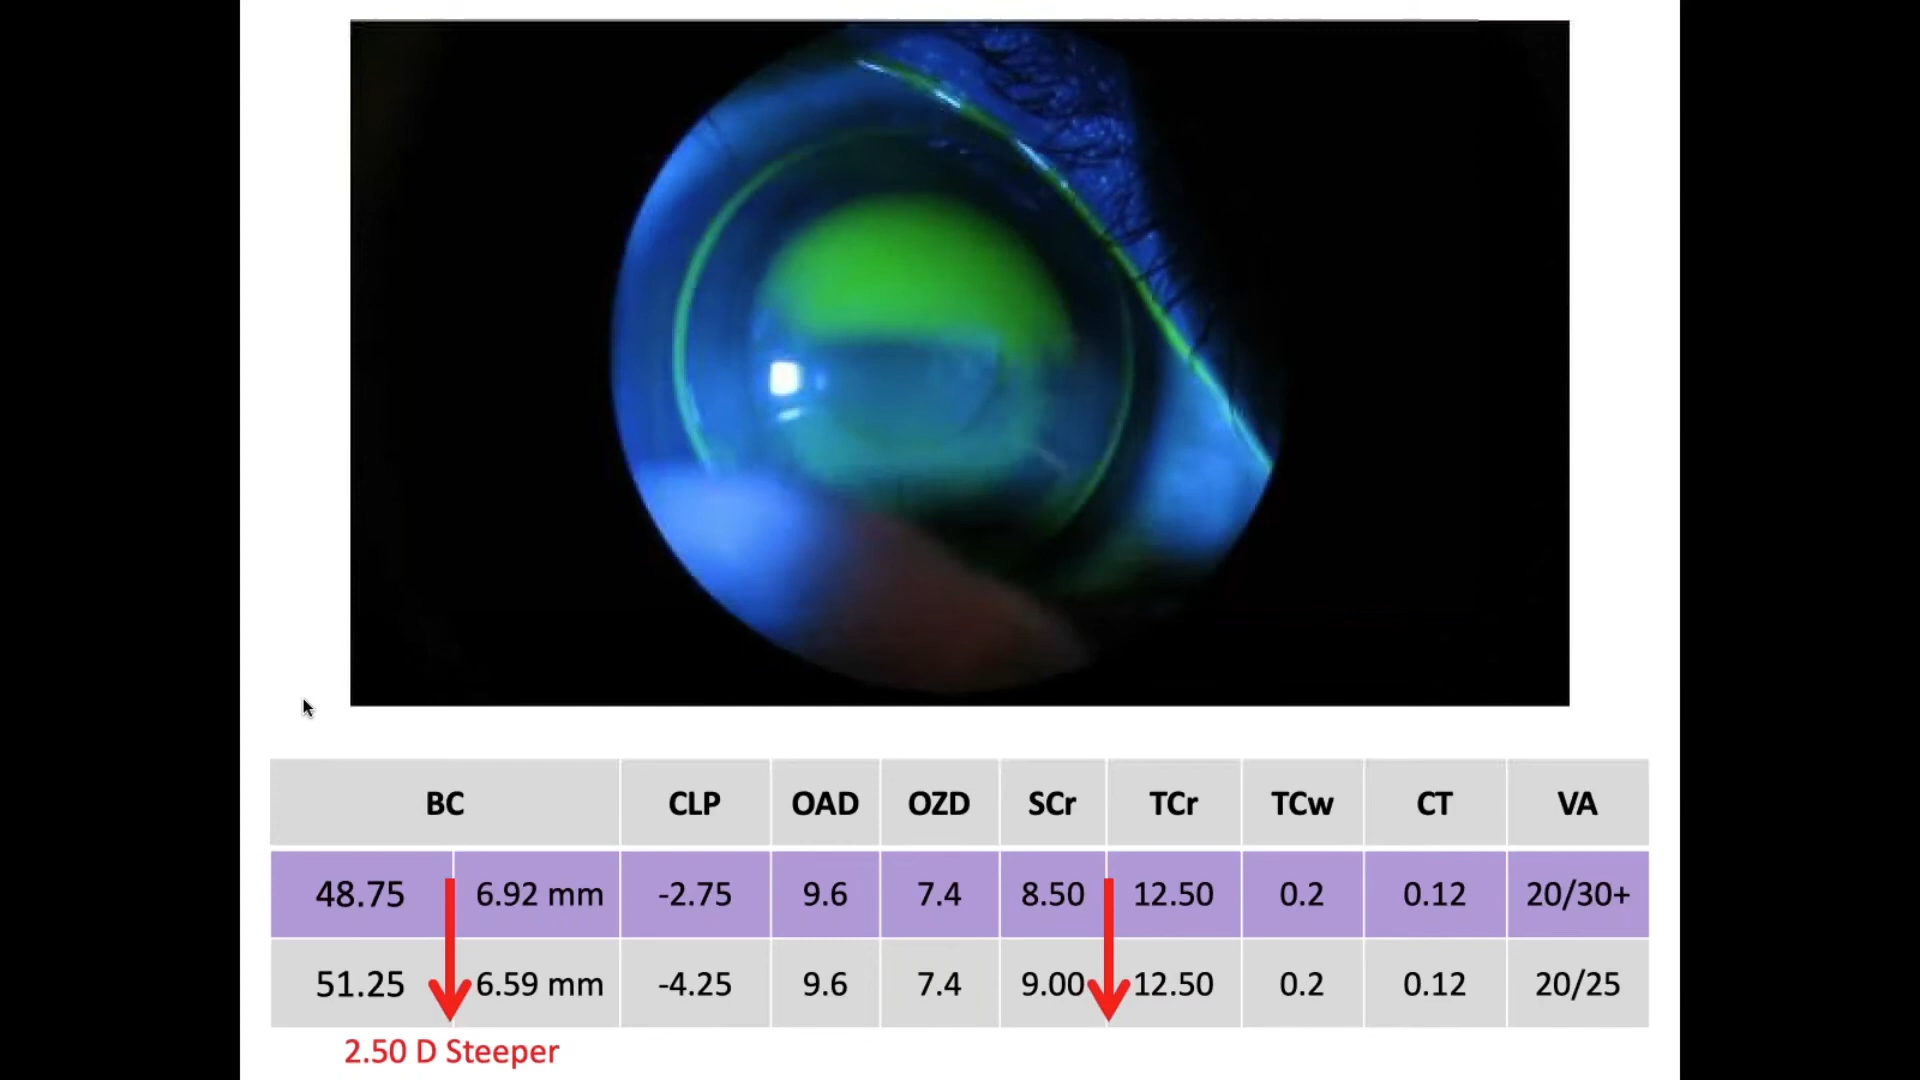 BC CLP OAD OZD SCr TCr TCw CT VA
48.75 6.92 mm -2.75 9.6 7.4 8.50 12.50 0.2 0.12 20/30+
51.25 6.59 mm -4.25 9.6 7.4 9.00 12.50 0.2 0.12 20/25
2.50 D Steeper